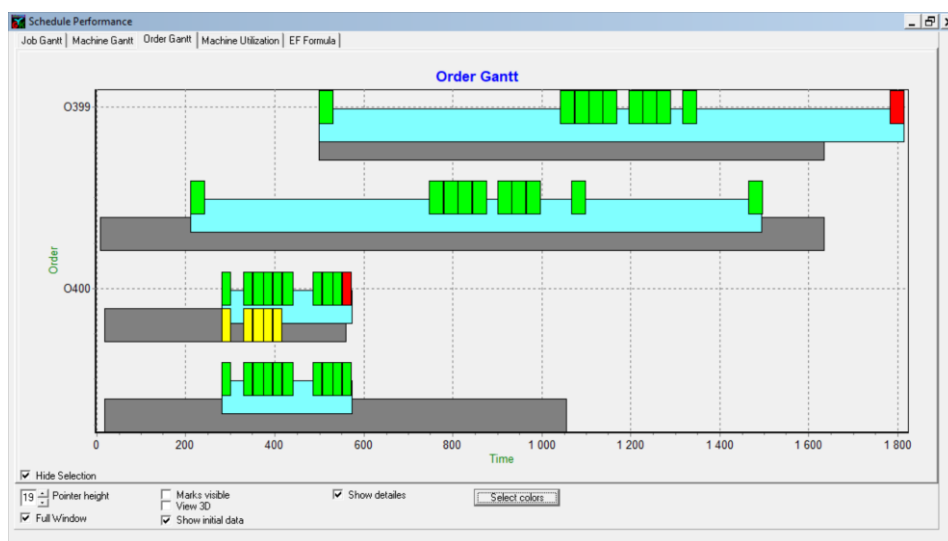 Schedule Performance
Job Gantt Machine Gantt Order Gantt Machine Utilization EF Formula
Order Gantt
O399
O400
Order
0 200 400 600 800 1 000 1 200 1 400 1 600 1 800
Time
Hide Selection
19 Pointer height
Marks visible
Show detailes
Select colors
View 3D
Full Window
Show initial data